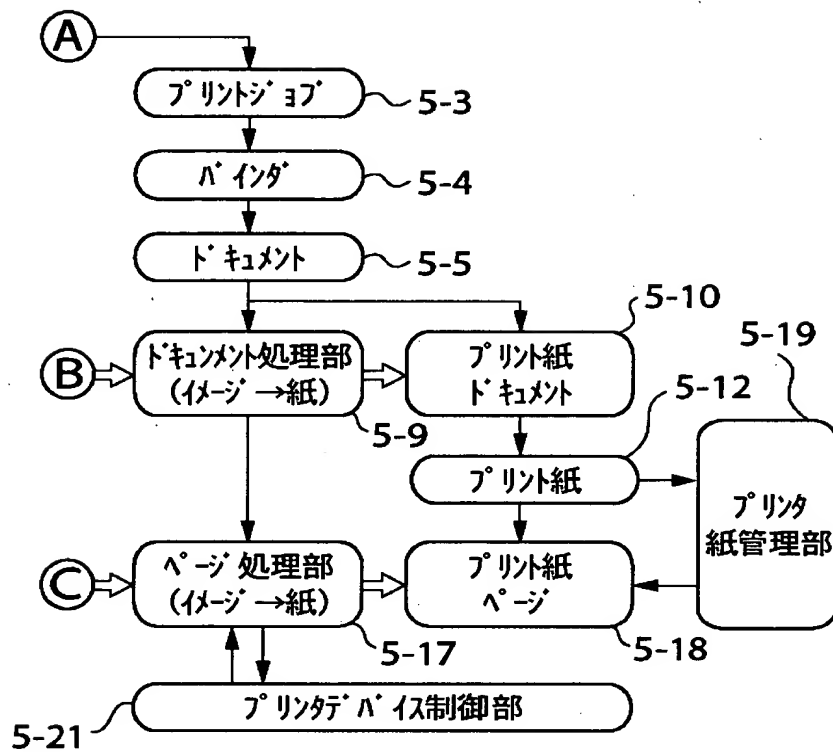 A
プリントジョブ
5-3
バインダ
5-4
ドキュメント
5-5
5-10
B
ドキュンメント処理部
(イメージ→紙)
5-9
プリント紙
ドキュメント
5-12
5-19
プリント紙
プリンタ
紙管理部
C
ページ処理部
(イメージ→紙)
5-17
プリント紙
ページ
5-18
プリンタデバイス制御部
5-21